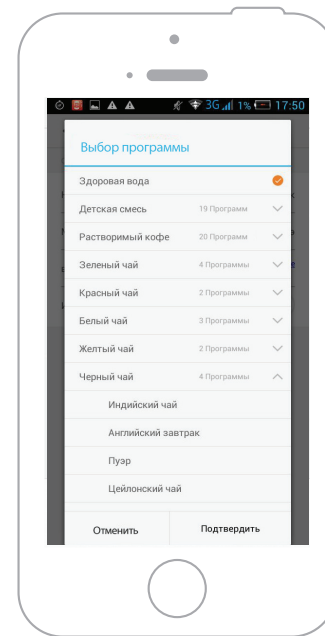 3G 1% 17:50
Выбор программы
Здоровая вода
Детская смесь 19 Программ
Растворимый кофе 20 Программ
Зеленый чай 4 Программы
Красный чай 2 Программы
Белый чай 3 Программы
Желтый чай 2 Программы
Черный чай 4 Программы
Индийский чай
Английский завтрак
Пуэр
Цейлонский чай
Отменить Подтвердить